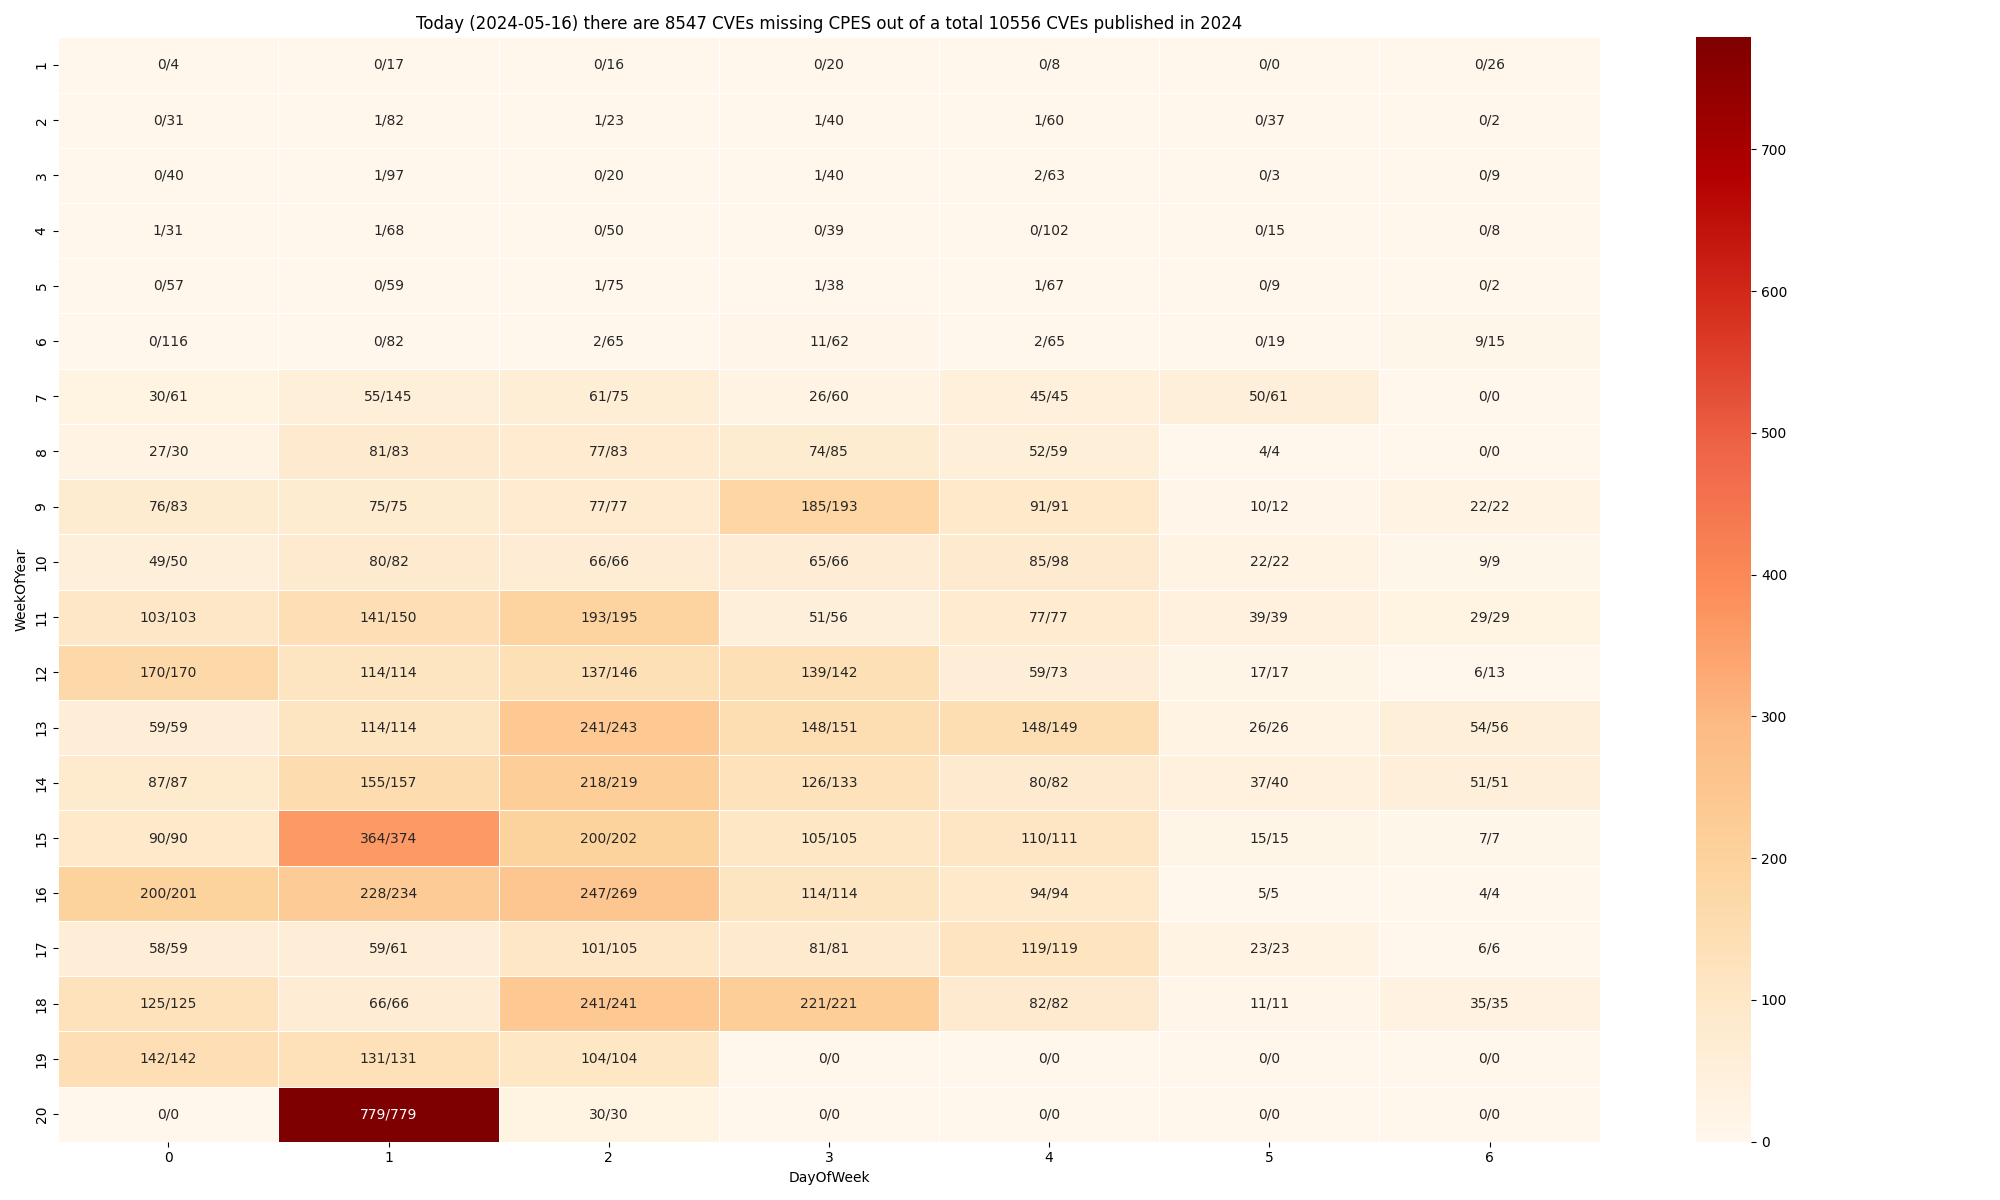 Today (2024-05-16) there are 8547 CVEs missing CPES out of a total 10556 CVEs published in 2024
WeekOfYear
1 0/4 0/17 0/16 0/20 0/8 0/0 0/26
2 0/31 1/82 1/23 1/40 1/60 0/37 0/2
3 0/40 1/97 0/20 1/40 2/63 0/3 0/9
4 1/31 1/68 0/50 0/39 0/102 0/15 0/8
5 0/57 0/59 1/75 1/38 1/67 0/9 0/2
6 0/116 0/82 2/65 11/62 2/65 0/19 9/15
7 30/61 55/145 61/75 26/60 45/45 50/61 0/0
8 27/30 81/83 77/83 74/85 52/59 4/4 0/0
9 76/83 75/75 77/77 185/193 91/91 10/12 22/22
10 49/50 80/82 66/66 65/66 85/98 22/22 9/9
11 103/103 141/150 193/195 51/56 77/77 39/39 29/29
12 170/170 114/114 137/146 139/142 59/73 17/17 6/13
13 59/59 114/114 241/243 148/151 148/149 26/26 54/56
14 87/87 155/157 218/219 126/133 80/82 37/40 51/51
15 90/90 364/374 200/202 105/105 110/111 15/15 7/7
16 200/201 228/234 247/269 114/114 94/94 5/5 4/4
17 58/59 59/61 101/105 81/81 119/119 23/23 6/6
18 125/125 66/66 241/241 221/221 82/82 11/11 35/35
19 142/142 131/131 104/104 0/0 0/0 0/0 0/0
20 0/0 779/779 30/30 0/0 0/0 0/0 0/0
0 1 2 3 4 5 6
DayOfWeek
700
600
500
400
300
200
100
0